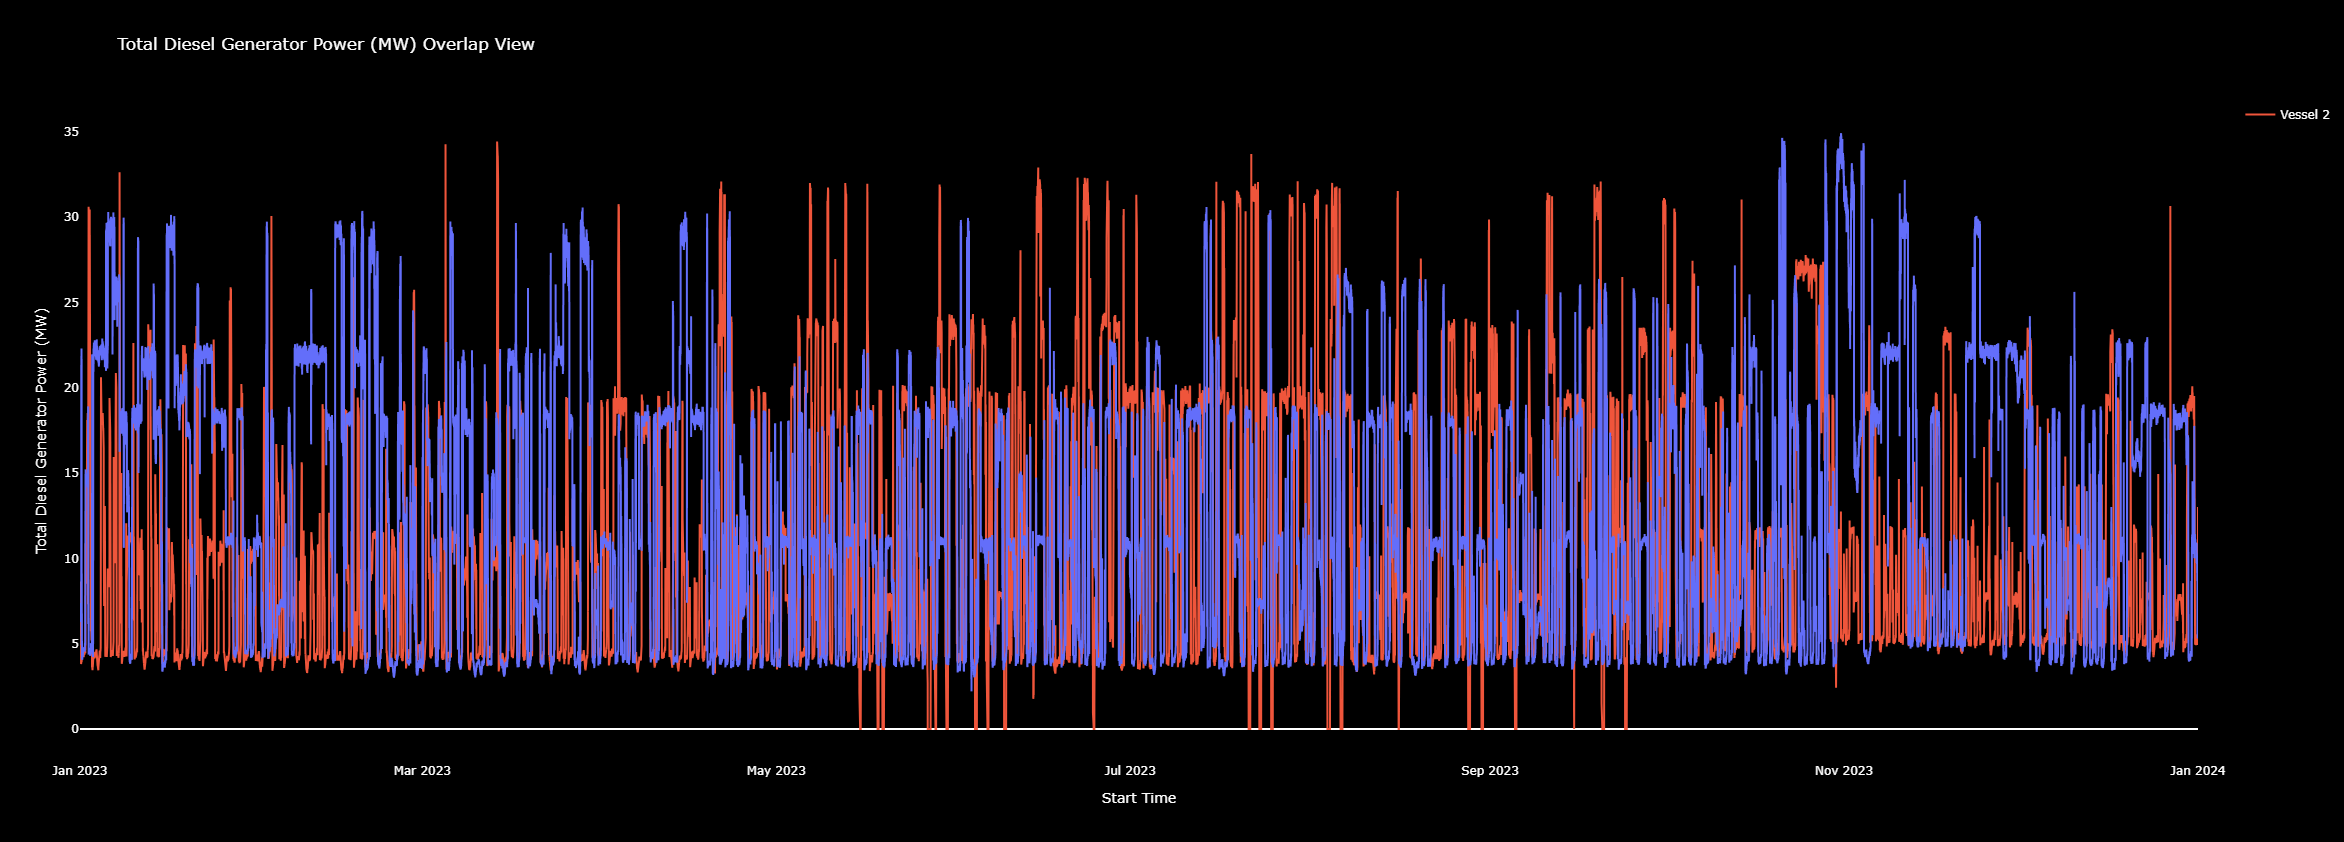 Total Diesel Generator Power (MW) Overlap View
Vessel 2
Total Diesel Generator Power (MW)
35
30
25
20
15
10
5
0
Jan 2023
Mar 2023
May 2023
Jul 2023
Sep 2023
Nov 2023
Jan 2024
Start Time